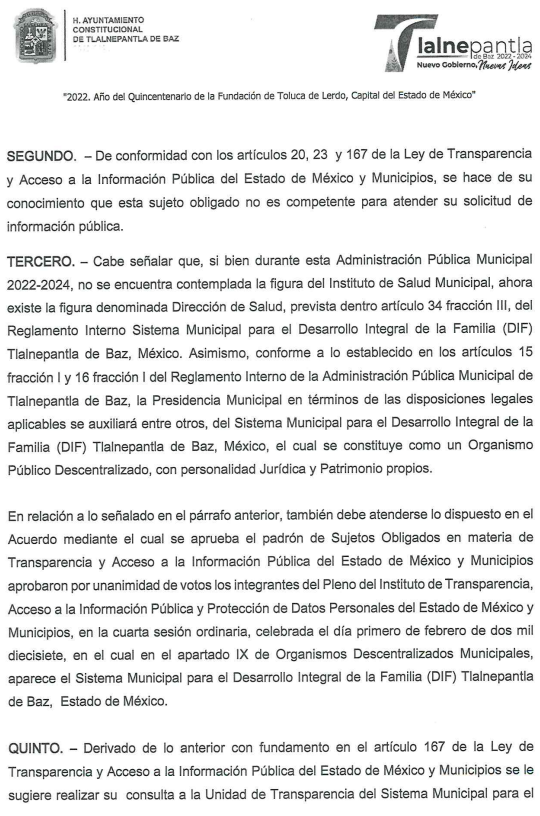 H. AYUNTAMIENTO
CONSTITUCIONAL
DE TLALNEPANTLA DE BAZ
Tlalnepantla
de Baz 2022 - 2024
Nuevo Gobierno, Nuevas Ideas
"2022. Año del Quincentenario de la Fundación de Toluca de Lerdo, Capital del Estado de México"
SEGUNDO. – De conformidad con los artículos 20, 23 y 167 de la Ley de Transparencia
y Acceso a la Información Pública del Estado de México y Municipios, se hace de su
conocimiento que esta sujeto obligado no es competente para atender su solicitud de
información pública.
TERCERO. – Cabe señalar que, si bien durante esta Administración Pública Municipal
2022-2024, no se encuentra contemplada la figura del Instituto de Salud Municipal, ahora
existe la figura denominada Dirección de Salud, prevista dentro artículo 34 fracción III, del
Reglamento Interno Sistema Municipal para el Desarrollo Integral de la Familia (DIF)
Tlalnepantla de Baz, México. Asimismo, conforme a lo establecido en los artículos 15
fracción I y 16 fracción I del Reglamento Interno de la Administración Pública Municipal de
Tlalnepantla de Baz, la Presidencia Municipal en términos de las disposiciones legales
aplicables se auxiliará entre otros, del Sistema Municipal para el Desarrollo Integral de la
Familia (DIF) Tlalnepantla de Baz, México, el cual se constituye como un Organismo
Público Descentralizado, con personalidad Jurídica y Patrimonio propios.
En relación a lo señalado en el párrafo anterior, también debe atenderse lo dispuesto en el
Acuerdo mediante el cual se aprueba el padrón de Sujetos Obligados en materia de
Transparencia y Acceso a la Información Pública del Estado de México y Municipios
aprobaron por unanimidad de votos los integrantes del Pleno del Instituto de Transparencia,
Acceso a la Información Pública y Protección de Datos Personales del Estado de México y
Municipios, en la cuarta sesión ordinaria, celebrada el día primero de febrero de dos mil
diecisiete, en el cual en el apartado IX de Organismos Descentralizados Municipales,
aparece el Sistema Municipal para el Desarrollo Integral de la Familia (DIF) Tlalnepantla
de Baz, Estado de México.
QUINTO. – Derivado de lo anterior con fundamento en el artículo 167 de la Ley de
Transparencia y Acceso a la Información Pública del Estado de México y Municipios se le
sugiere realizar su consulta a la Unidad de Transparencia del Sistema Municipal para el